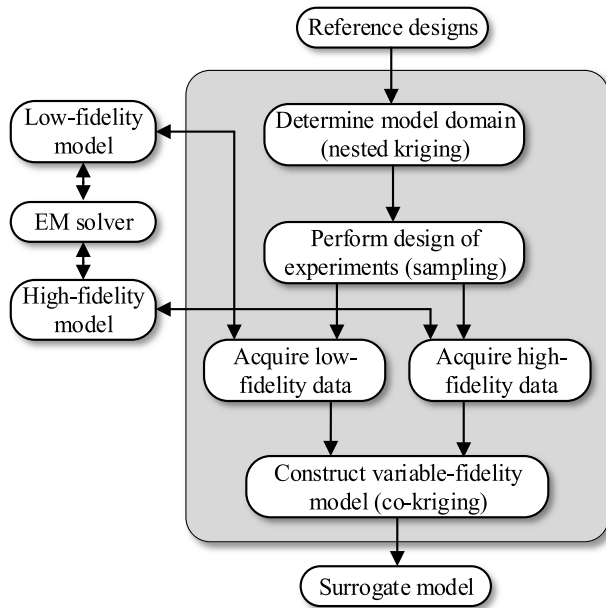 Reference designs
Low-fidelity
model
EM solver
High-fidelity
model
Determine model domain
(nested kriging)
Perform design of
experiments (sampling)
Acquire low-
fidelity data
Acquire high-
fidelity data
Construct variable-fidelity
model (co-kriging)
Surrogate model